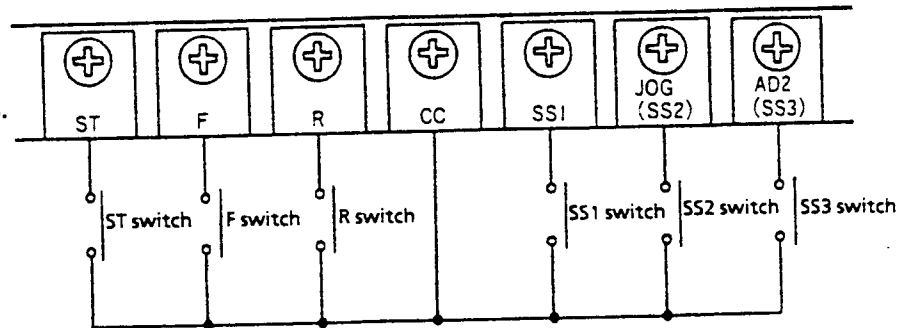 ST
F
R
CC
SS1
JOG
(SS2)
AD2
(SS3)
ST switch
F switch
R switch
SS1 switch
SS2 switch
SS3 switch